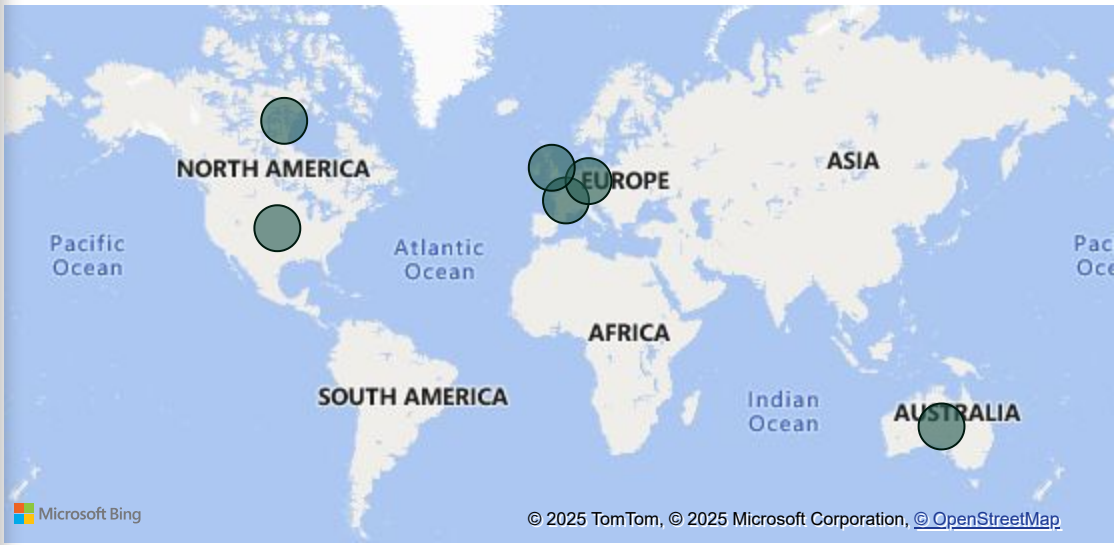 NORTH AMERICA
EUROPE
ASIA
Pacific
Ocean
Atlantic
Ocean
Pac
Oce
AFRICA
SOUTH AMERICA
Indian
Ocean
AUSTRALIA
Microsoft Bing
© 2025 TomTom, © 2025 Microsoft Corporation, © OpenStreetMap